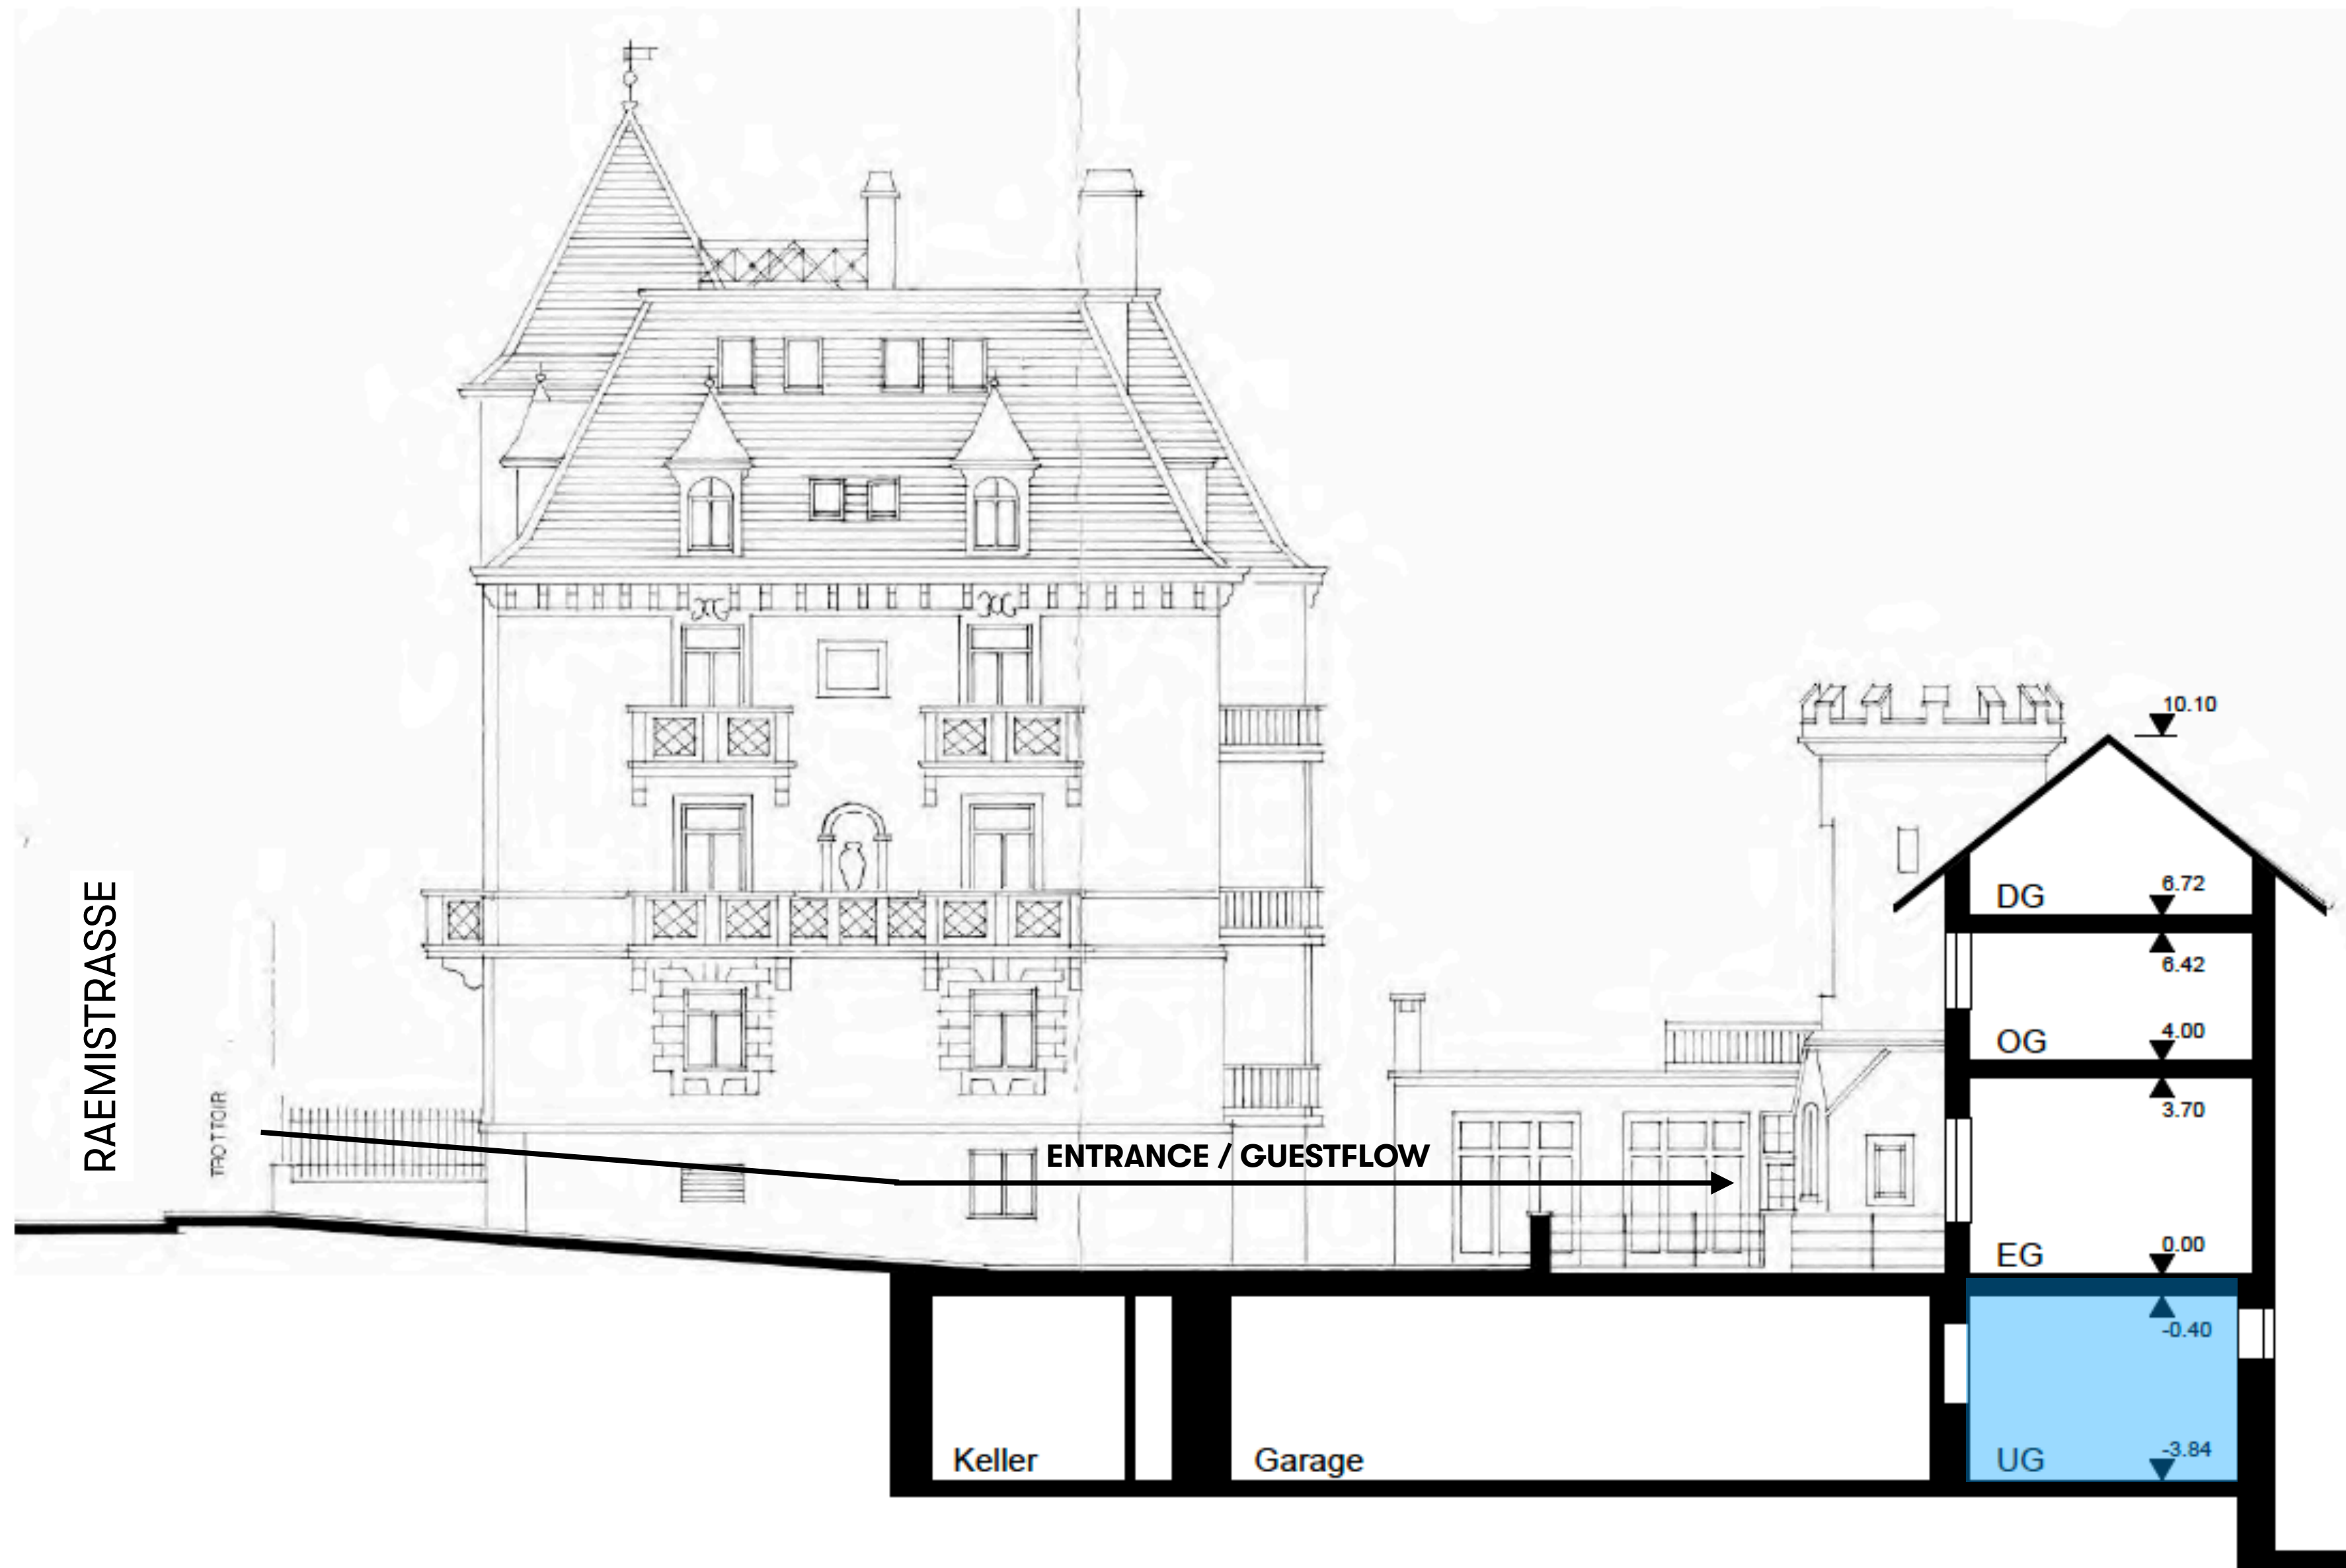 RAEMISTRASSE
TROTTOIR
ENTRANCE / GUESTFLOW
10.10
DG
6.72
6.42
OG
4.00
3.70
EG
0.00
-0.40
Keller
Garage
UG
-3.84